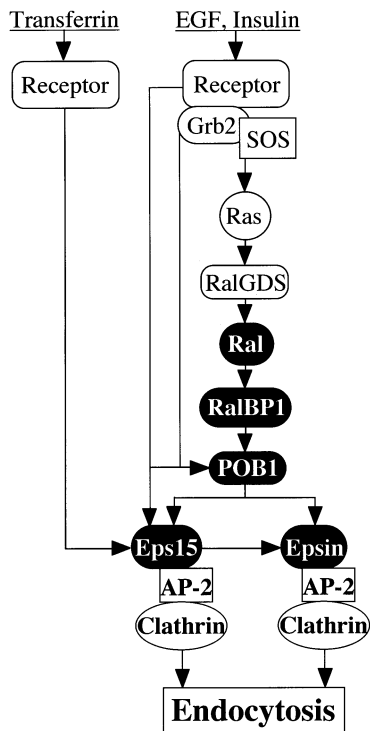 Transferrin EGF, Insulin
Receptor Receptor
Grb2
SOS
Ras
RalGDS
Ral
RalBP1
POB1
Eps15 Epsin
AP-2 AP-2
Clathrin Clathrin
Endocytosis